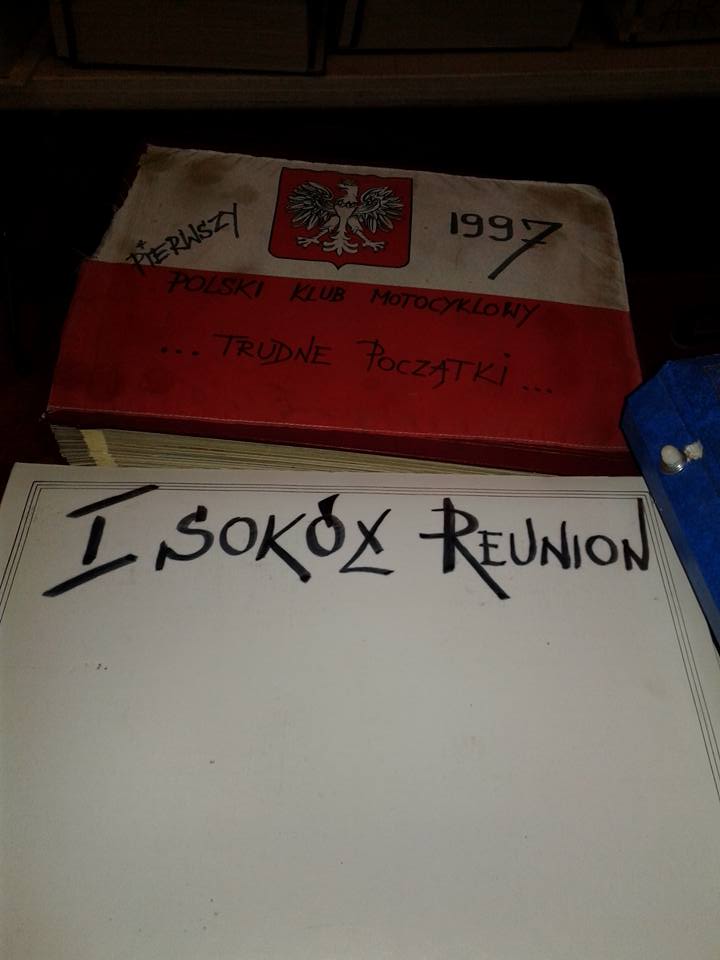 PIERWSZY 1997
POLSKI KLUB MOTOCYKLOWY
... TRUDNE POCZĄTKI ...
I SOKÓŁ REUNION